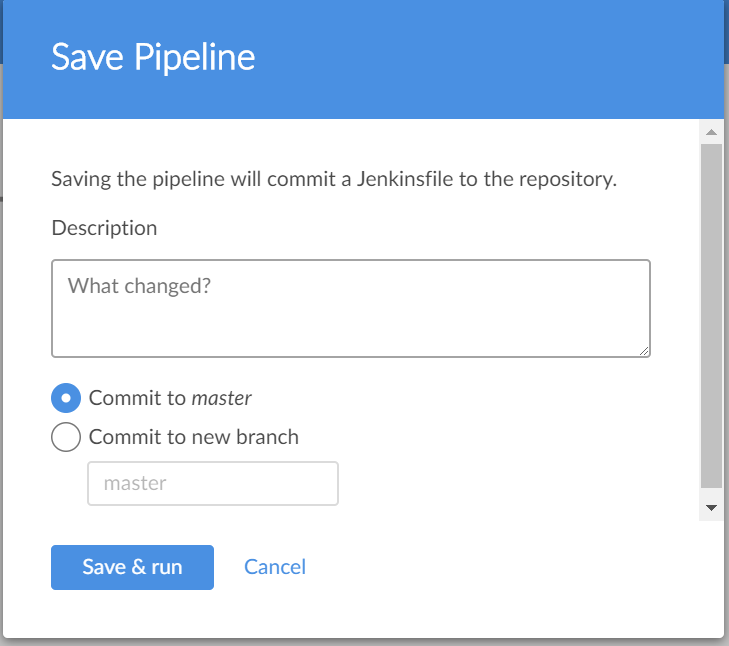 Save Pipeline
Saving the pipeline will commit a Jenkinsfile to the repository.
Description
What changed?
Commit to master
Commit to new branch
master
Save & run
Cancel